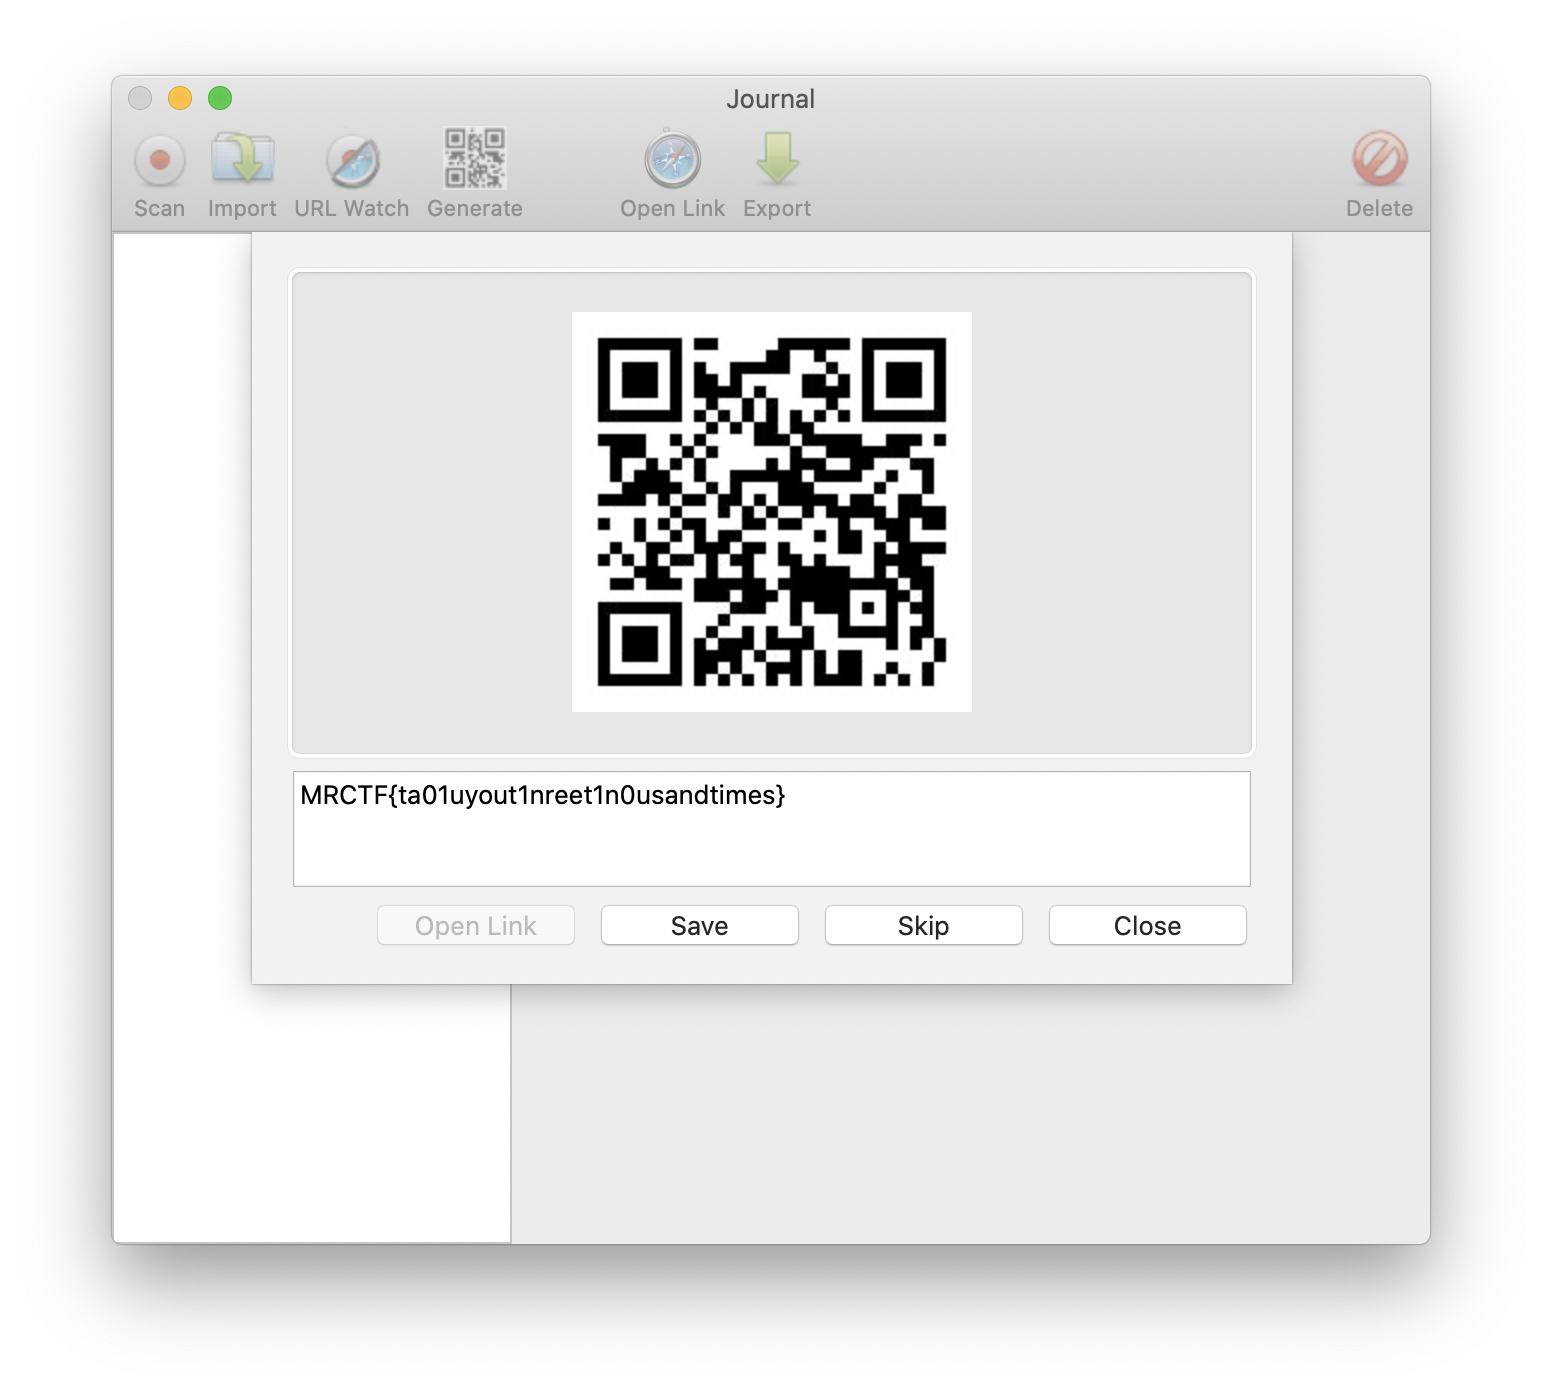 Journal
Scan Import URL Watch Generate Open Link Export Delete
MRCTF{ta01uyout1nreet1n0usandtimes}
Open Link Save Skip Close